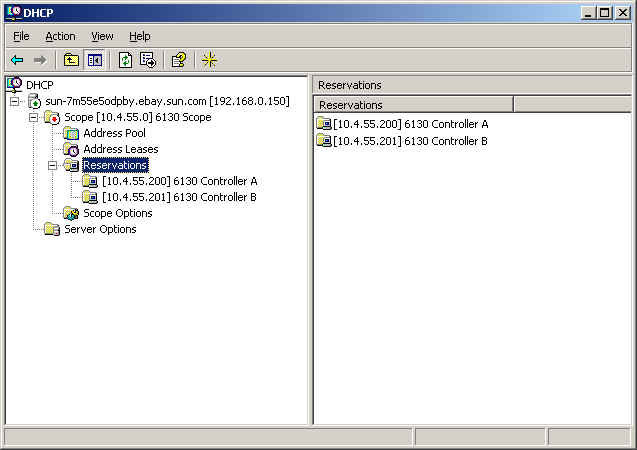 DHCP
File Action View Help
DHCP
sun-7m55e5odpby.ebay.sun.com [192.168.0.150]
Scope [10.4.55.0] 6130 Scope
Address Pool
Address Leases
Reservations
[10.4.55.200] 6130 Controller A
[10.4.55.201] 6130 Controller B
Scope Options
Server Options
Reservations
Reservations
[10.4.55.200] 6130 Controller A
[10.4.55.201] 6130 Controller B